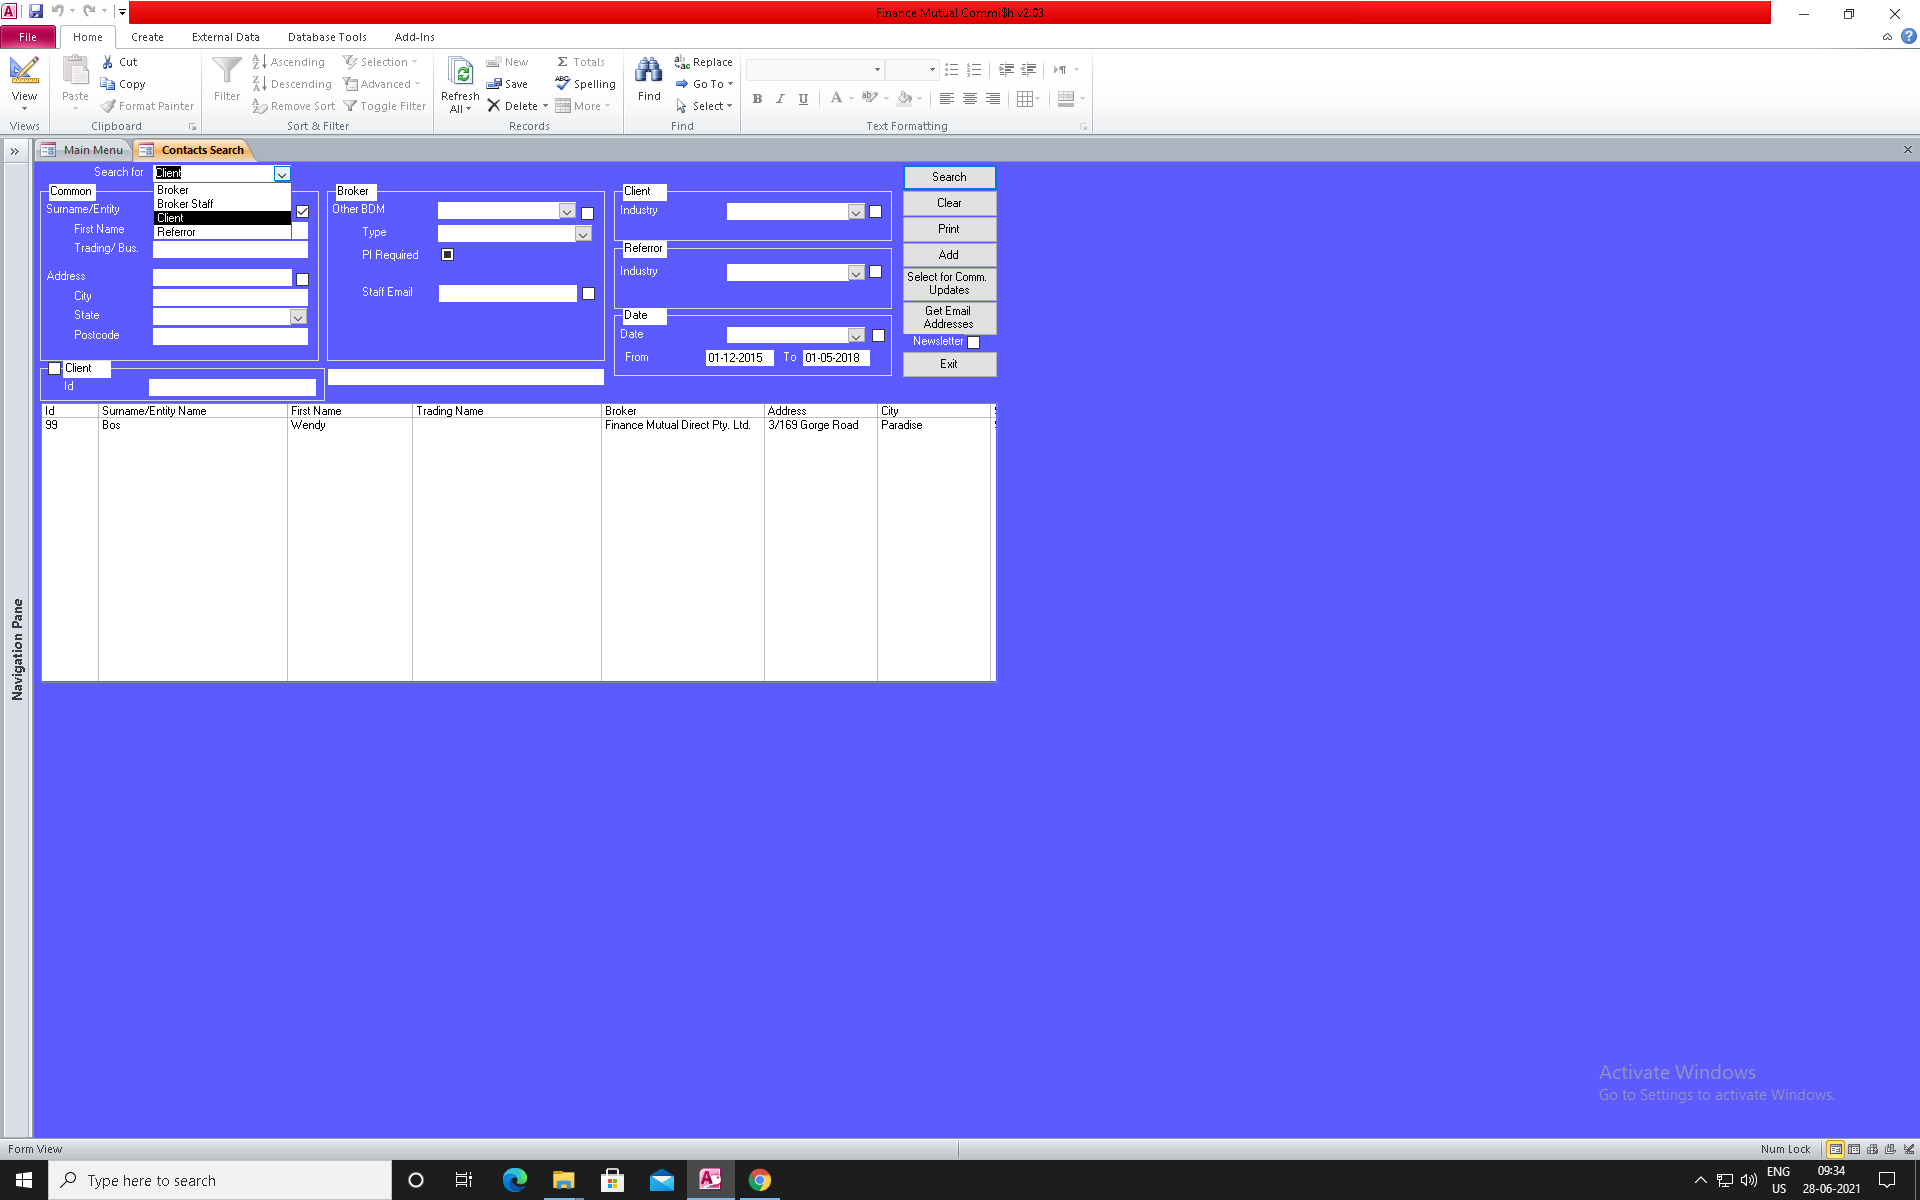 Finance Mutual Commi$h v2.03
File Home Create External Data Database Tools Add-Ins
View
Views
Paste
Cut
Copy
Format Painter
Clipboard
Filter
Ascending
Descending
Remove Sort
Selection
Advanced
Toggle Filter
Sort & Filter
Refresh
All
New
Save
Delete
Totals
Spelling
More
Records
Find
Replace
Go To
Select
Find
B I U
Text Formatting
Main Menu Contacts Search
Navigation Pane
Search for Client
Broker
Broker Staff
Client
Referror
Common
Surname/Entity
First Name
Trading/ Bus.
Address
City
State
Postcode
Client
Id
Broker
Other BDM
Type
PI Required
Staff Email
Client
Industry
Referror
Industry
Date
Date
From 01-12-2015 To 01-05-2018
Search
Clear
Print
Add
Select for Comm.
Updates
Get Email
Addresses
Newsletter
Exit
Id Surname/Entity Name First Name Trading Name Broker Address City
99 Bos Wendy Finance Mutual Direct Pty. Ltd. 3/169 Gorge Road Paradise
Activate Windows
Go to Settings to activate Windows.
Form View
Num Lock
Type here to search
ENG
US
09:34
28-06-2021